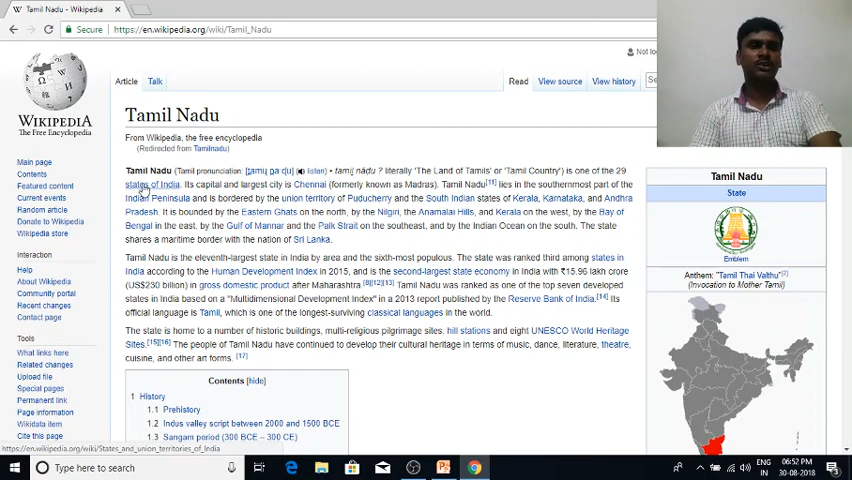 Tamil Nadu - Wikipedia
Secure | https://en.wikipedia.org/wiki/Tamil_Nadu
Not lo
Article Talk Read View source View history Se
WIKIPEDIA
The Free Encyclopedia
Main page
Contents
Featured content
Current events
Random article
Donate to Wikipedia
Wikipedia store
Interaction
Help
About Wikipedia
Community portal
Recent changes
Contact page
Tools
What links here
Related changes
Upload file
Special pages
Permanent link
Page information
Wikidata item
Cite this page
Tamil Nadu
From Wikipedia, the free encyclopedia
(Redirected from Tamilnadu)
Tamil Nadu (Tamil pronunciation: listen) • tamiḻ nāḍu ? literally 'The Land of Tamils' or 'Tamil Country') is one of the 29
states of India. Its capital and largest city is Chennai (formerly known as Madras). Tamil Nadu[11] lies in the southernmost part of the
Indian Peninsula and is bordered by the union territory of Puducherry and the South Indian states of Kerala, Karnataka, and Andhra
Pradesh. It is bounded by the Eastern Ghats on the north, by the Nilgiri, the Anamalai Hills, and Kerala on the west, by the Bay of
Bengal in the east, by the Gulf of Mannar and the Palk Strait on the southeast, and by the Indian Ocean on the south. The state
shares a maritime border with the nation of Sri Lanka.
Tamil Nadu is the eleventh-largest state in India by area and the sixth-most populous. The state was ranked third among states in
India according to the Human Development Index in 2015, and is the second-largest state economy in India with ₹15.96 lakh crore
(US$230 billion) in gross domestic product after Maharashtra.[8][12][13] Tamil Nadu was ranked as one of the top seven developed
states in India based on a "Multidimensional Development Index" in a 2013 report published by the Reserve Bank of India.[14] Its
official language is Tamil, which is one of the longest-surviving classical languages in the world.
The state is home to a number of historic buildings, multi-religious pilgrimage sites, hill stations and eight UNESCO World Heritage
Sites.[15][16] The people of Tamil Nadu have continued to develop their cultural heritage in terms of music, dance, literature, theatre,
cuisine, and other art forms. [17]
Contents [hide]
1 History
1.1 Prehistory
1.2 Indus valley script between 2000 and 1500 BCE
1.3 Sangam period (300 BCE – 300 CE)
Tamil Nadu
State
Emblem
Anthem: "Tamil Thai Valthu"[2]
(Invocation to Mother Tamil)
https://en.wikipedia.org/wiki/States_and_union_territories_of_India
Type here to search
ENG
IN
06:52 PM
30-08-2018
3